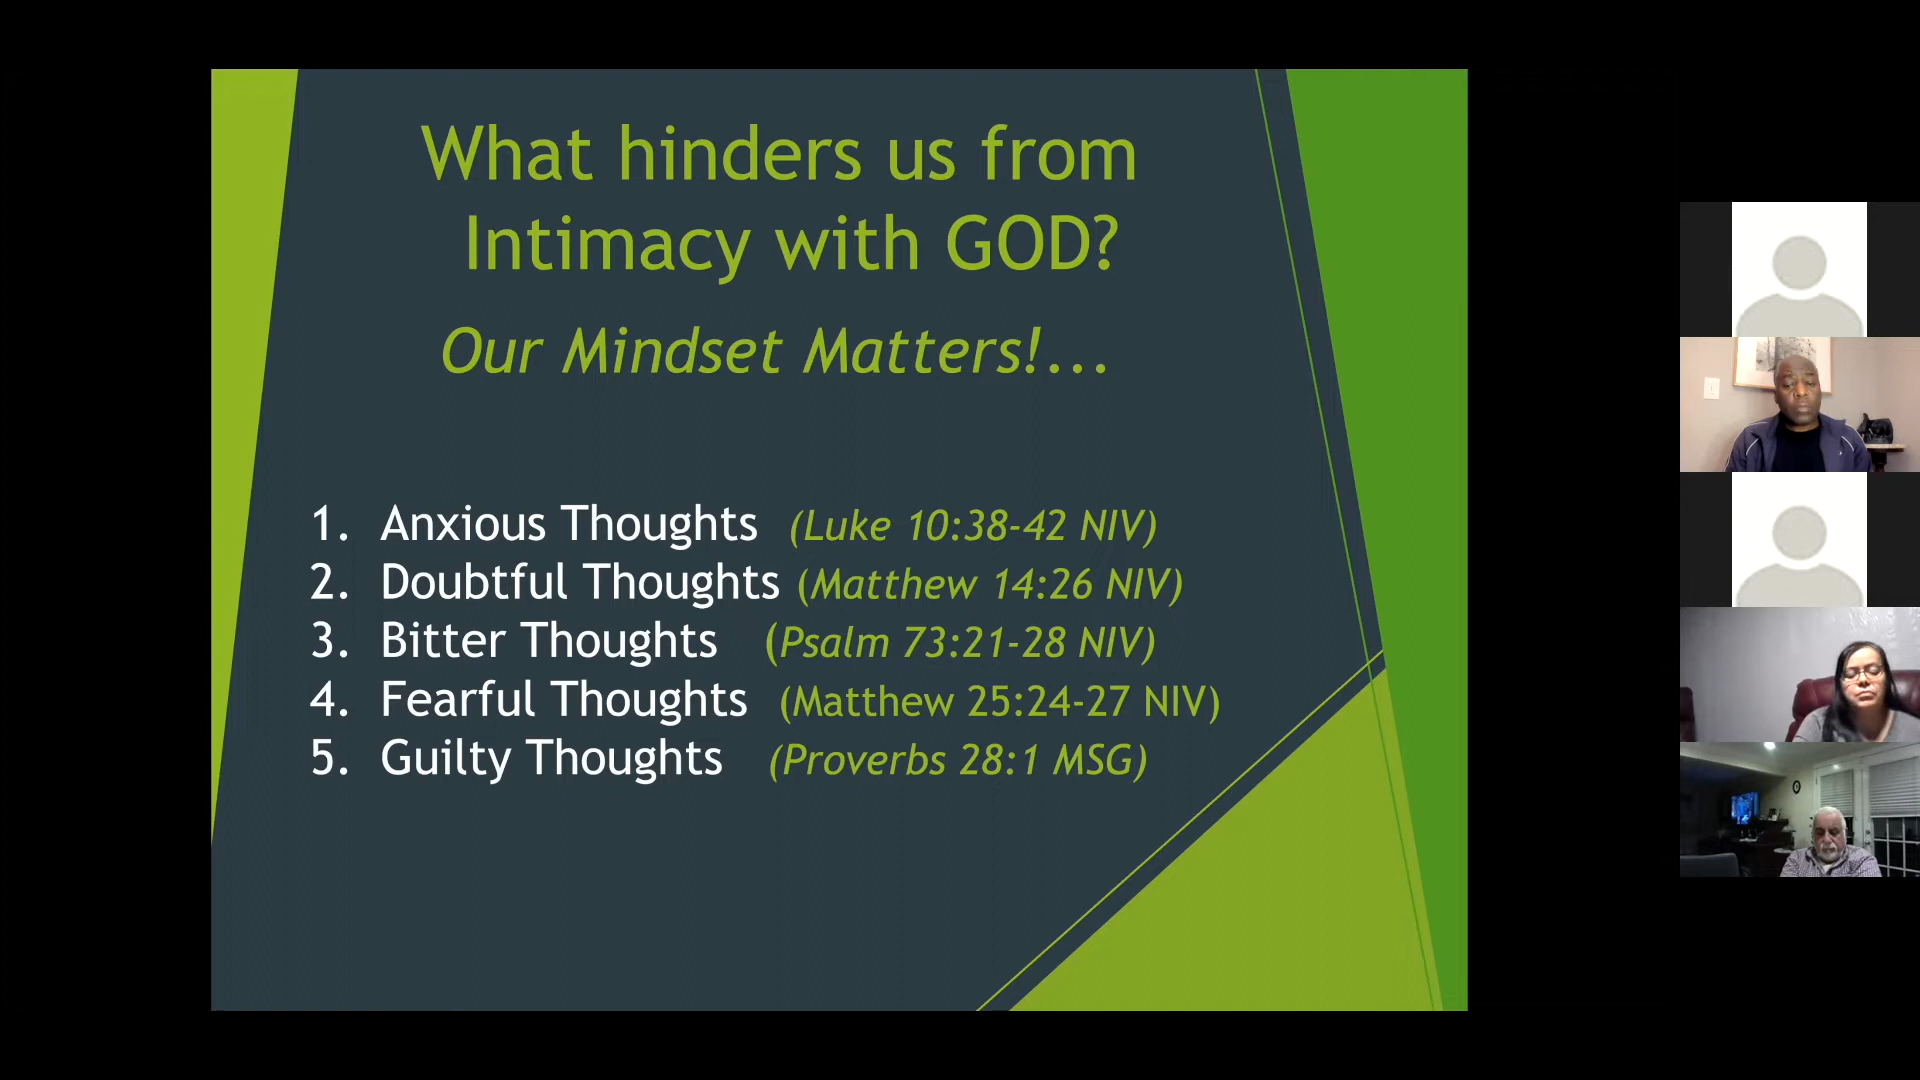 What hinders us from
Intimacy with GOD?
Our Mindset Matters!...
1. Anxious Thoughts (Luke 10:38-42 NIV)
2. Doubtful Thoughts (Matthew 14:26 NIV)
3. Bitter Thoughts (Psalm 73:21-28 NIV)
4. Fearful Thoughts (Matthew 25:24-27 NIV)
5. Guilty Thoughts (Proverbs 28:1 MSG)